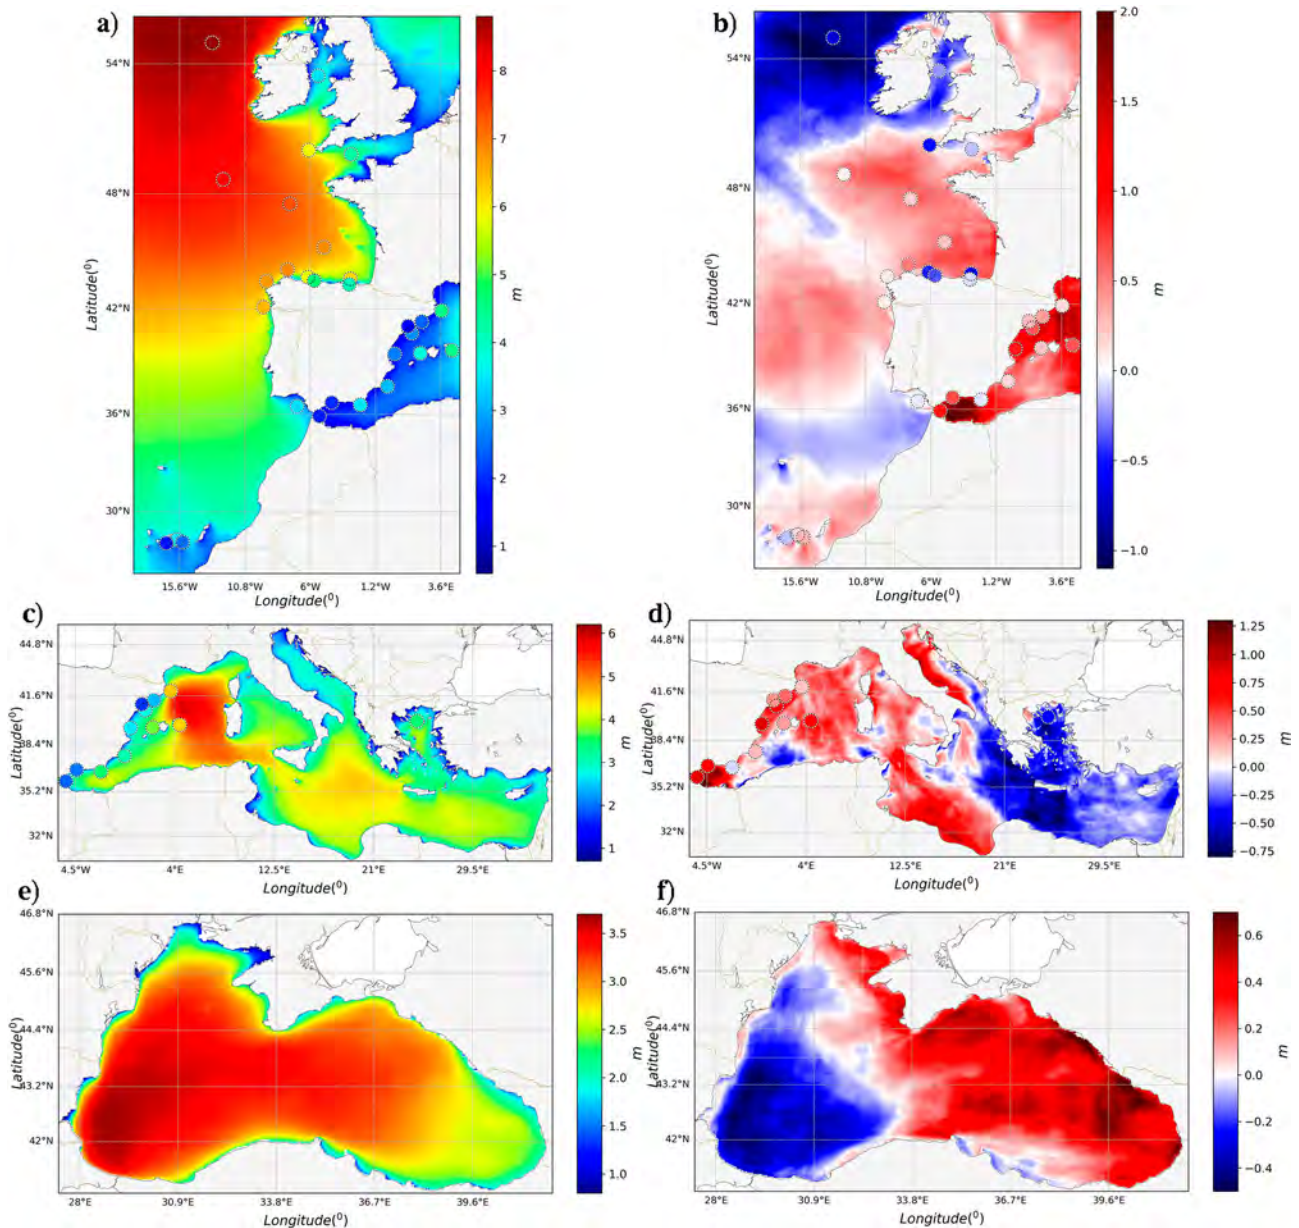 a)
54°N
48°N
42°N
36°N
30°N
15.6°W 10.8°W 6°W 1.2°W 3.6°E
Latitude(⁰)
Longitude(⁰)
8
7
6
5
4
3
2
1
m
b)
54°N
48°N
42°N
36°N
30°N
15.6°W 10.8°W 6°W 1.2°W 3.6°E
Latitude(⁰)
Longitude(⁰)
2.0
1.5
1.0
0.5
0.0
−0.5
−1.0
m
c)
44.8°N
41.6°N
38.4°N
35.2°N
32°N
4.5°W 4°E 12.5°E 21°E 29.5°E
Latitude(⁰)
Longitude(⁰)
6
5
4
3
2
1
m
d)
44.8°N
41.6°N
38.4°N
35.2°N
32°N
4.5°W 4°E 12.5°E 21°E 29.5°E
Latitude(⁰)
Longitude(⁰)
1.25
1.00
0.75
0.50
0.25
0.00
−0.25
−0.50
−0.75
m
e)
46.8°N
45.6°N
44.4°N
43.2°N
42°N
28°E 30.9°E 33.8°E 36.7°E 39.6°E
Latitude(⁰)
Longitude(⁰)
3.5
3.0
2.5
2.0
1.5
1.0
m
f)
46.8°N
45.6°N
44.4°N
43.2°N
42°N
28°E 30.9°E 33.8°E 36.7°E 39.6°E
Latitude(⁰)
Longitude(⁰)
0.6
0.4
0.2
0.0
−0.2
−0.4
m